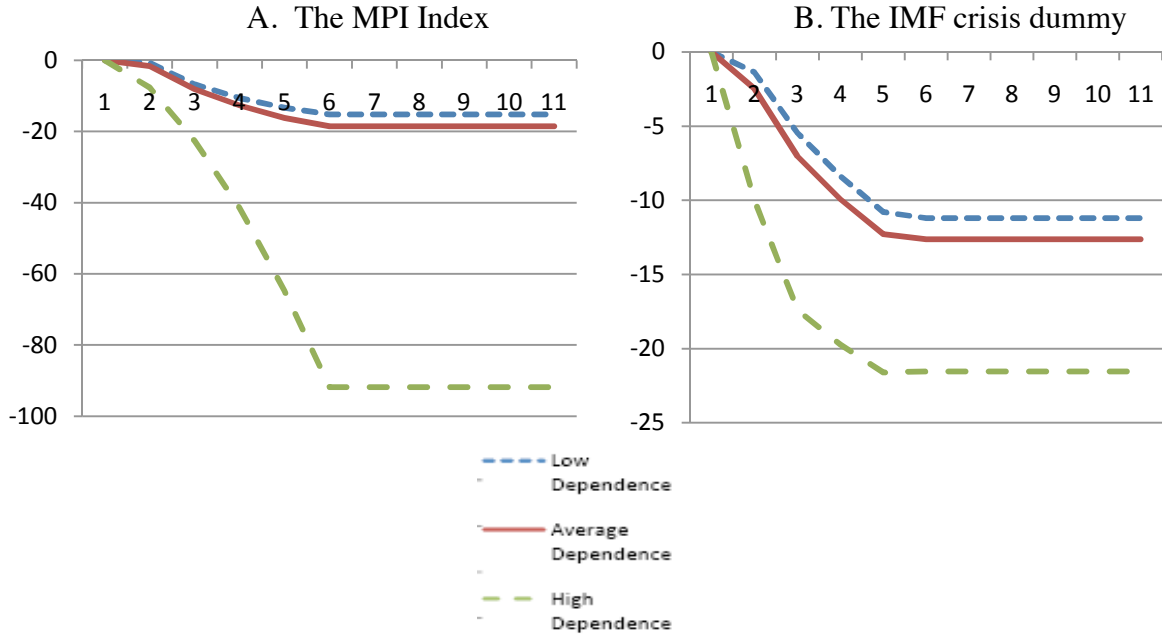 A. The MPI Index
0
-20
-40
-60
-80
-100
1 2 3 4 5 6 7 8 9 10 11
B. The IMF crisis dummy
0
-5
-10
-15
-20
-25
1 2 3 4 5 6 7 8 9 10 11
Low
Dependence
Average
Dependence
High
Dependence